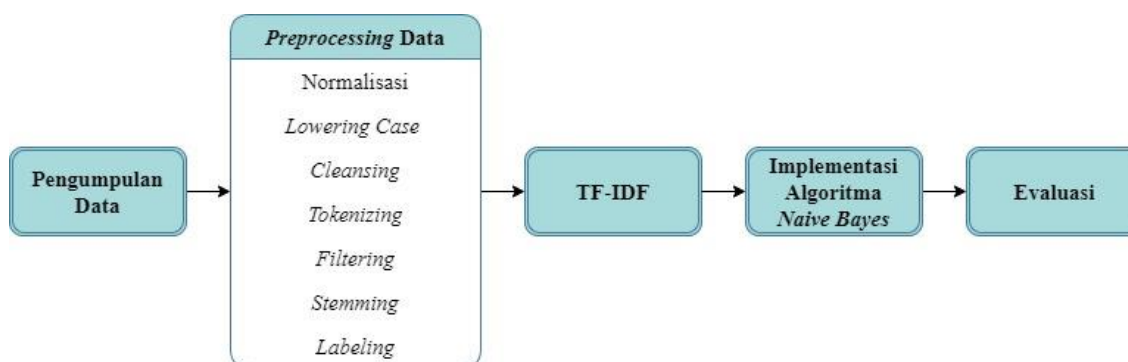 Pengumpulan
Data
Preprocessing Data
Normalisasi
Lowering Case
Cleansing
Tokenizing
Filtering
Stemming
Labeling
TF-IDF
Implementasi
Algoritma
Naive Bayes
Evaluasi